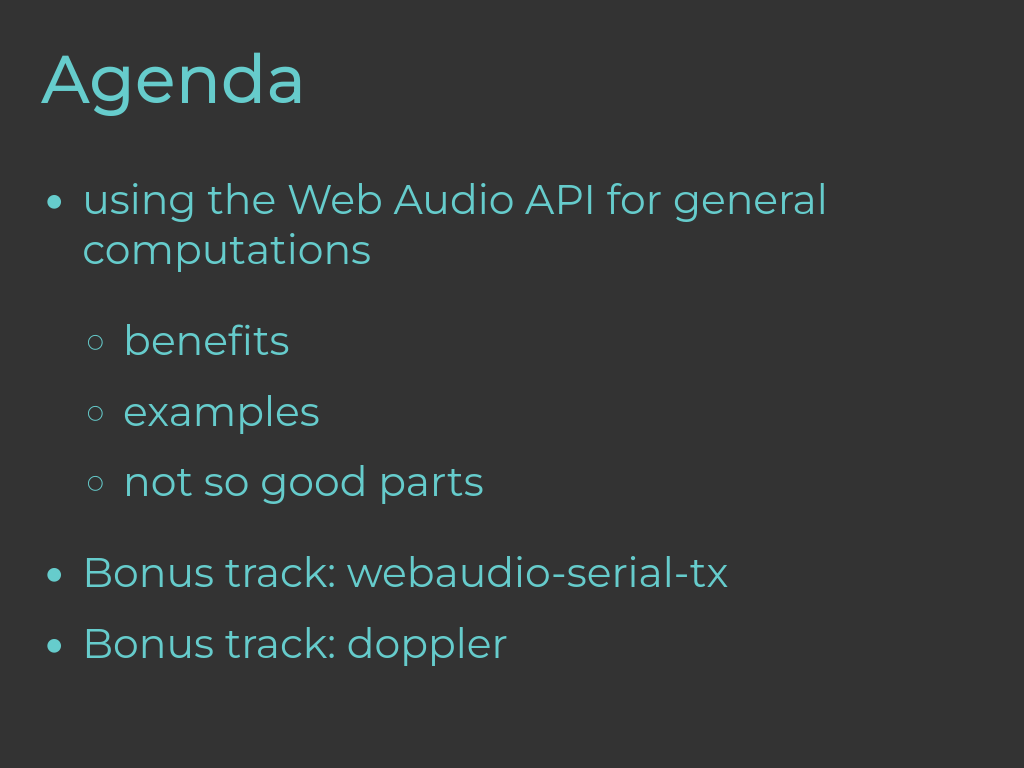 Agenda
using the Web Audio API for general
computations
benefits
examples
not so good parts
Bonus track: webaudio-serial-tx
Bonus track: doppler